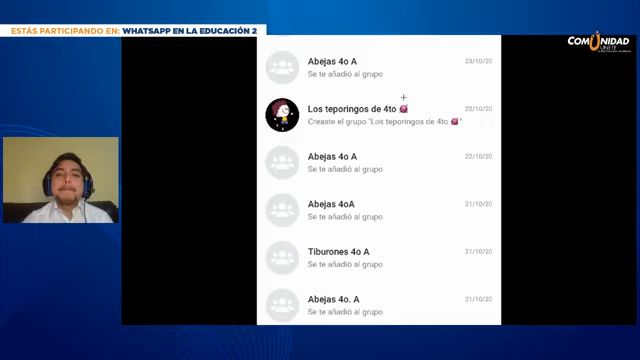 ESTÁS PARTICIPANDO EN: WHATSAPP EN LA EDUCACIÓN 2
COMUNIDAD
UNETE
Abejas 4o A
23/10/20
Se te añadió al grupo
Los teporingos de 4to
22/10/20
Creaste el grupo "Los teporingos de 4to "
Abejas 4o A
22/10/20
Se te añadió al grupo
Abejas 4oA
21/10/20
Se te añadió al grupo
Tiburones 4o A
21/10/20
Se te añadió al grupo
Abejas 4o. A
21/10/20
Se te añadió al grupo